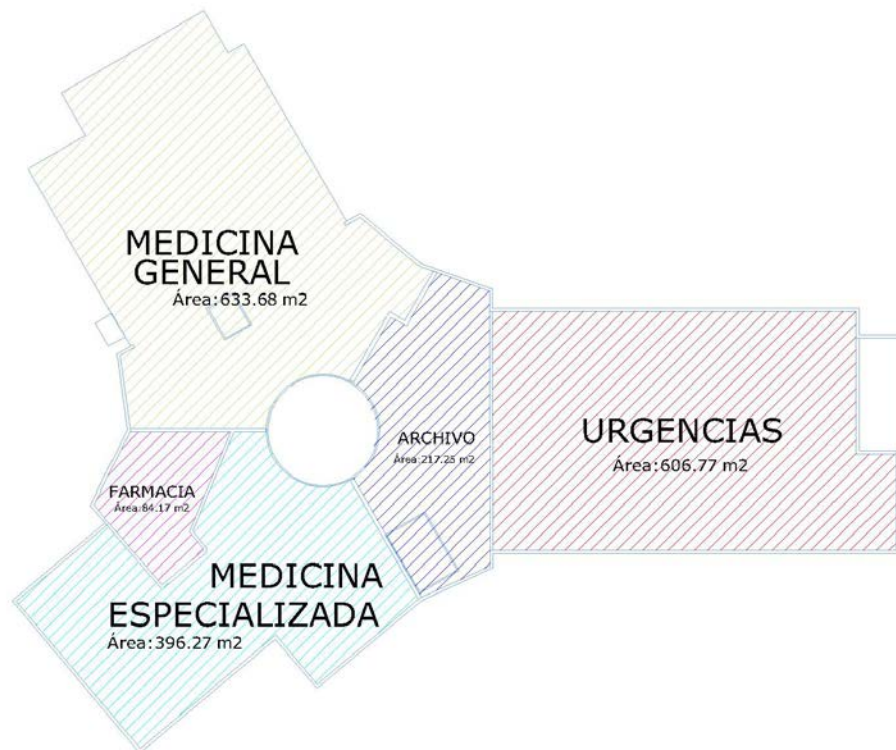 MEDICINA
GENERAL
Área:633.68 m2
ARCHIVO
Área:217.25 m2
URGENCIAS
Área:606.77 m2
FARMACIA
Área:84.17 m2
MEDICINA
ESPECIALIZADA
Área:396.27 m2